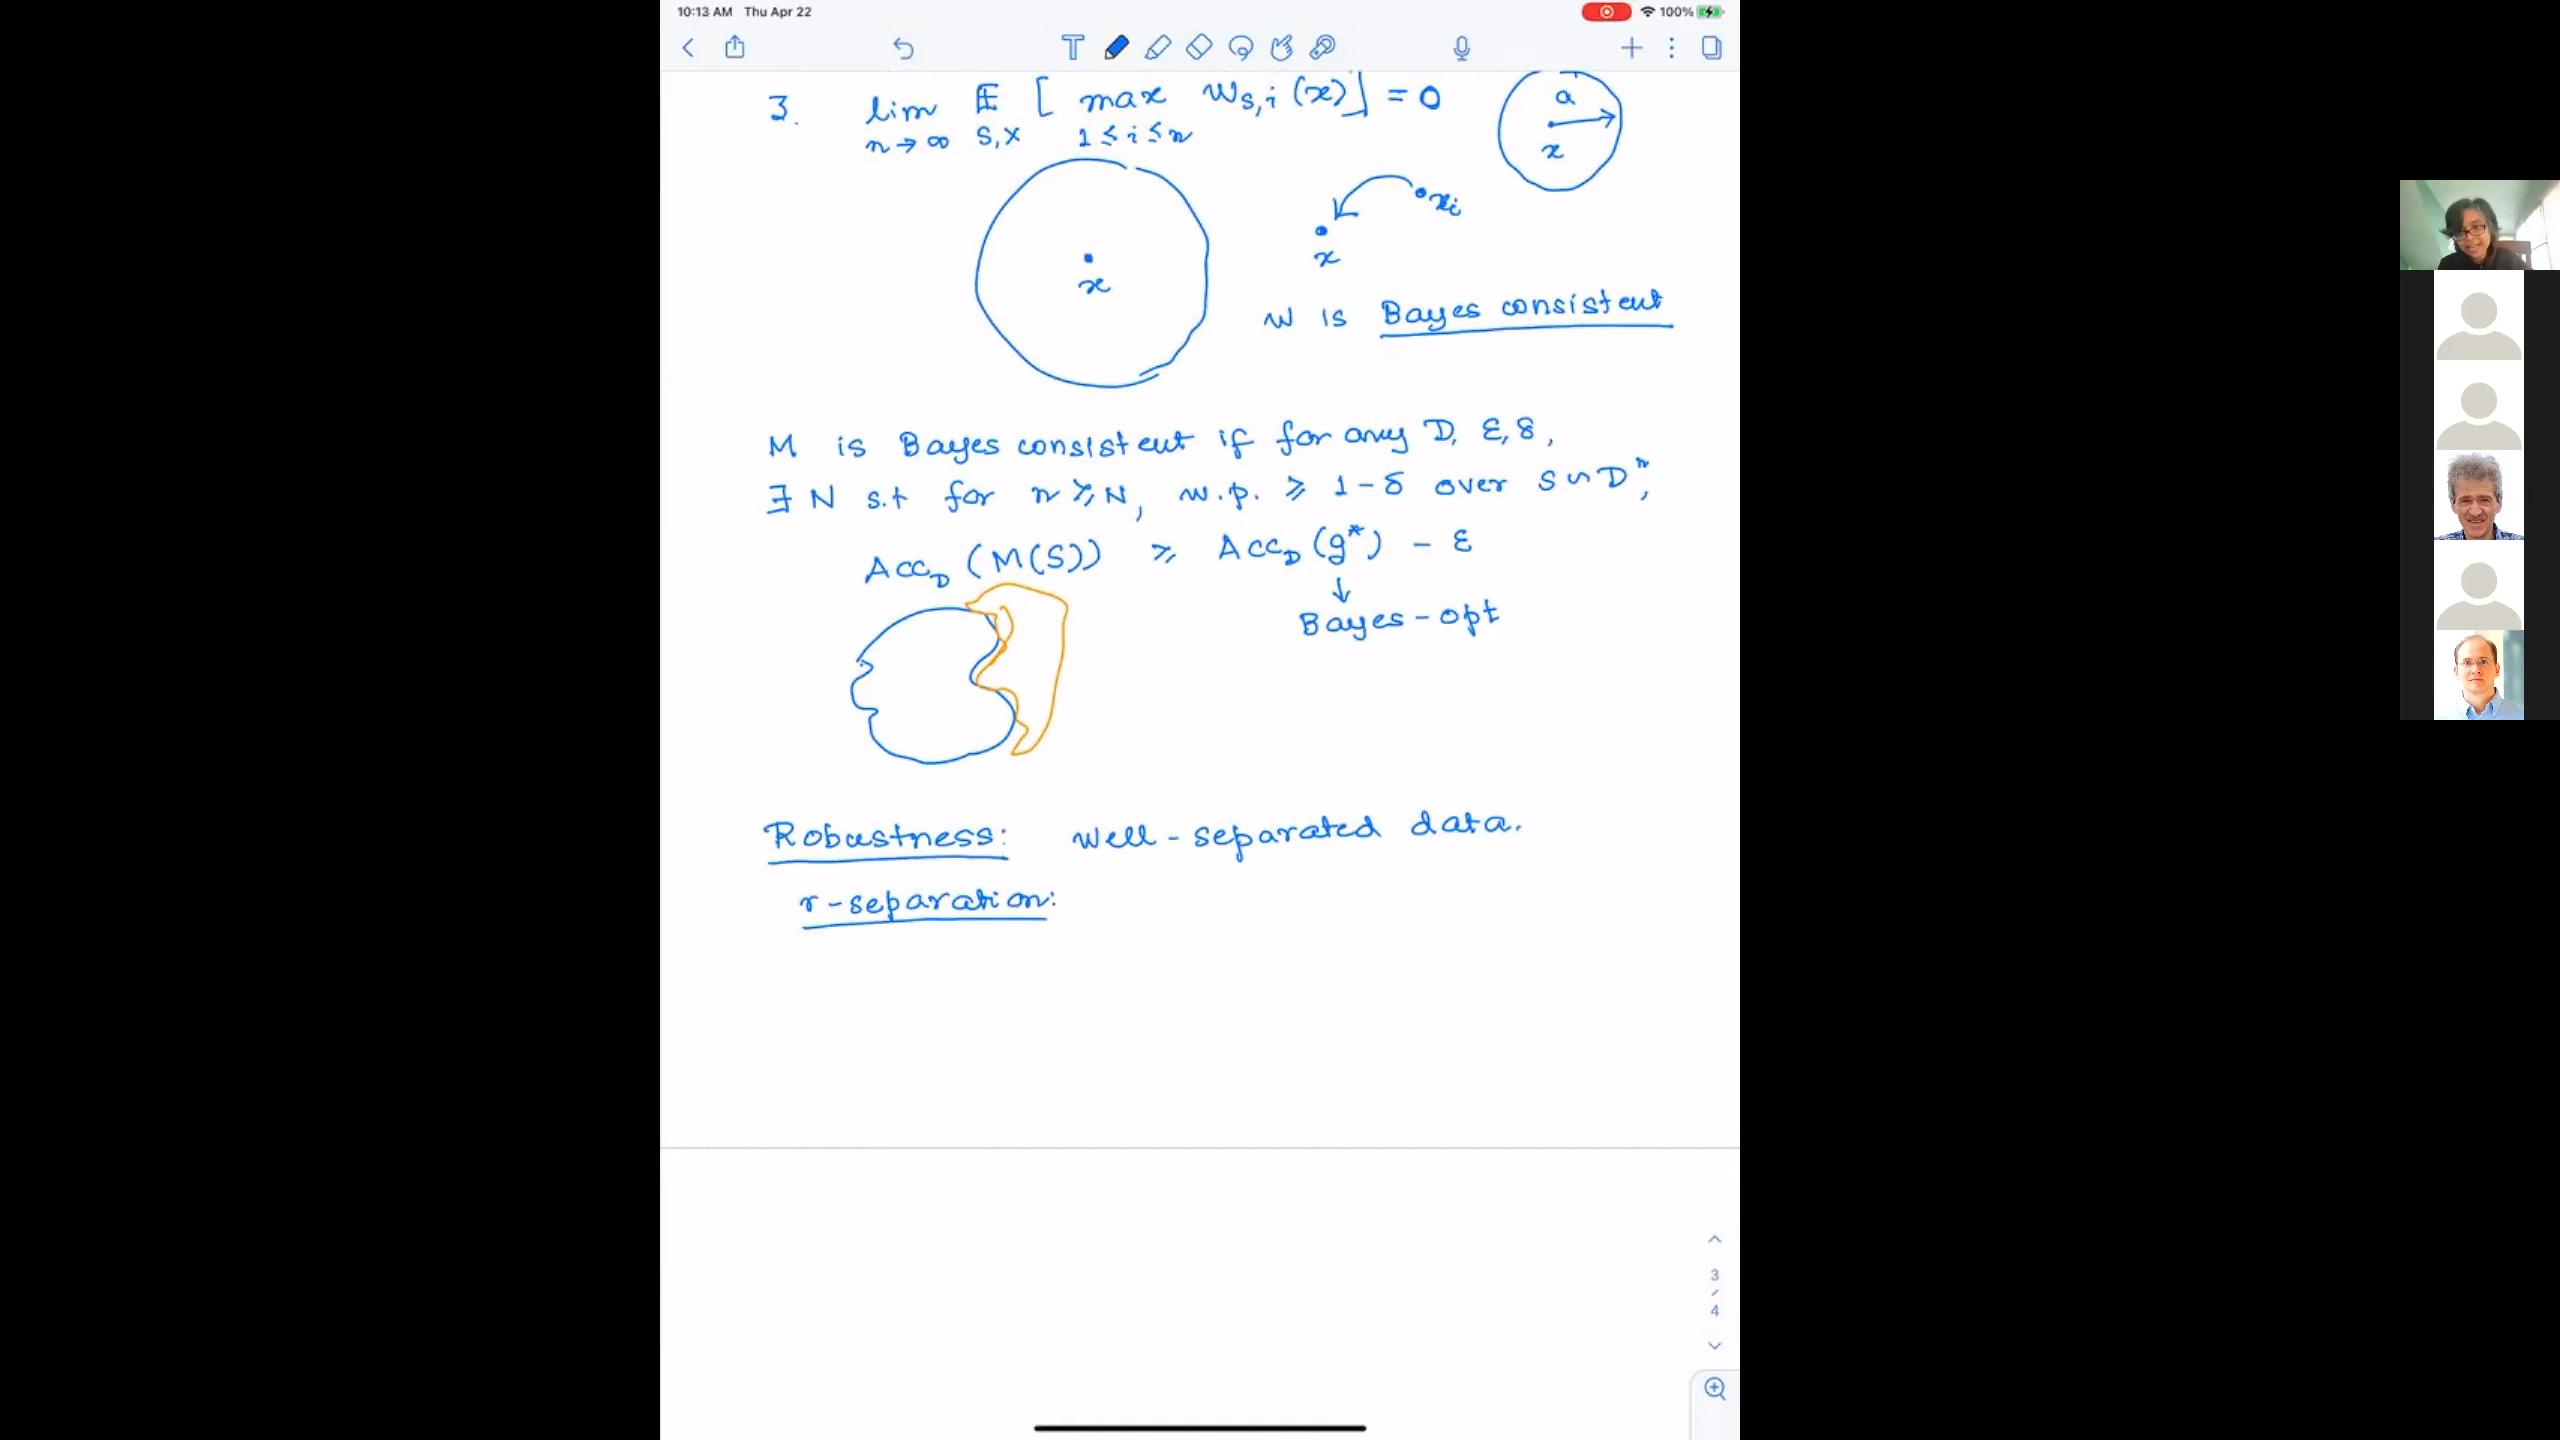 10:13 AM Thu Apr 22
100%
3. lim E [ max w_{S,i}(x) ] = 0
n→∞ S,X 1≤i≤n
a
x
x
x_i
x
W is Bayes consistent
M is Bayes consistent if for any D, ε, δ,
∃ N s.t for n ≥ N, w.p. ≥ 1-δ over S ~ D^n,
Acc_D (M(S)) ≥ Acc_D (g*) - ε
↓
Bayes-opt
Robustness: well-separated data.
r-separation:
3
/
4